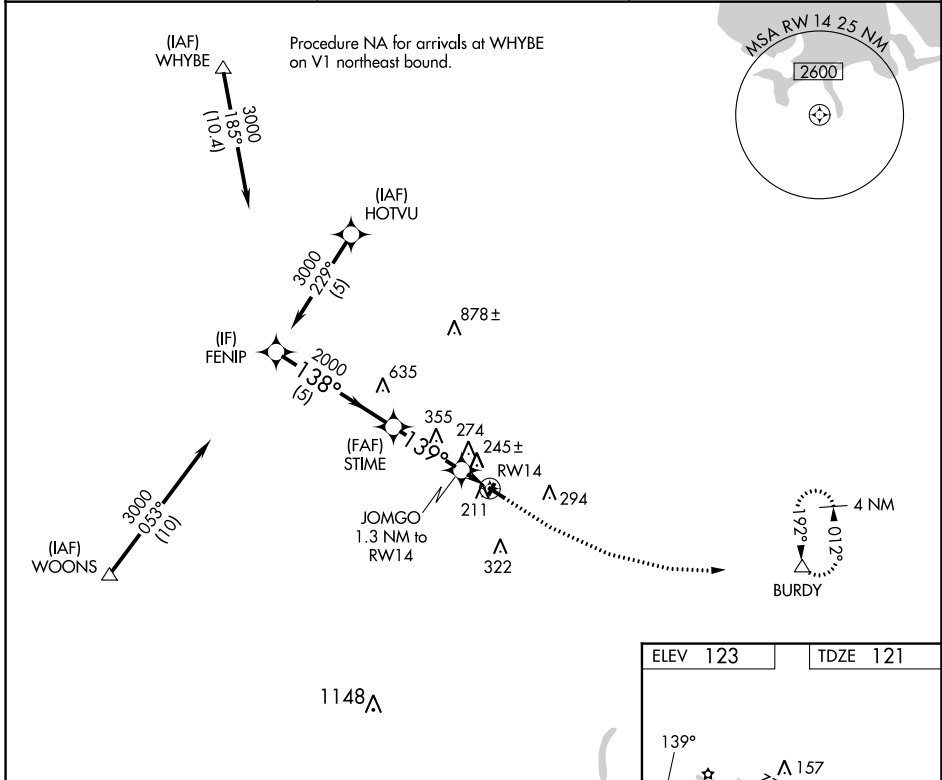 (IAF)
WHYBE
Procedure NA for arrivals at WHYBE
on V1 northeast bound.
MSA RW 14 25 NM
2600
3000
185°
(10.4)
(IAF)
HOTVU
3000
229°
(5)
878±
(IF)
FENIP
2000
138°
(5)
635
355
274
245±
139°
(FAF)
STIME
RW14
211
294
JOMGO
1.3 NM to
RW14
322
3000
053°
(10)
(IAF)
WOONS
4 NM
192°
012°
BURDY
1148
ELEV 123
TDZE 121
139°
157